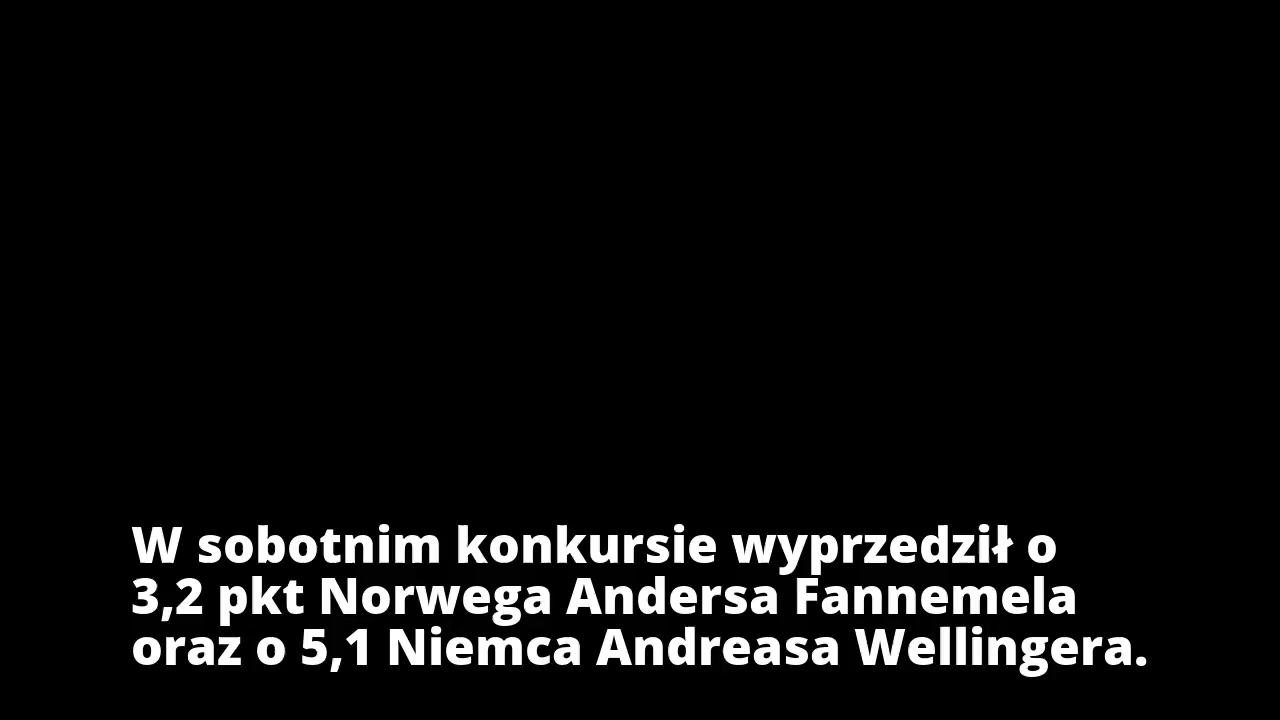 W sobotnim konkursie wyprzedził o
3,2 pkt Norwega Andersa Fannemela
oraz o 5,1 Niemca Andreasa Wellingera.